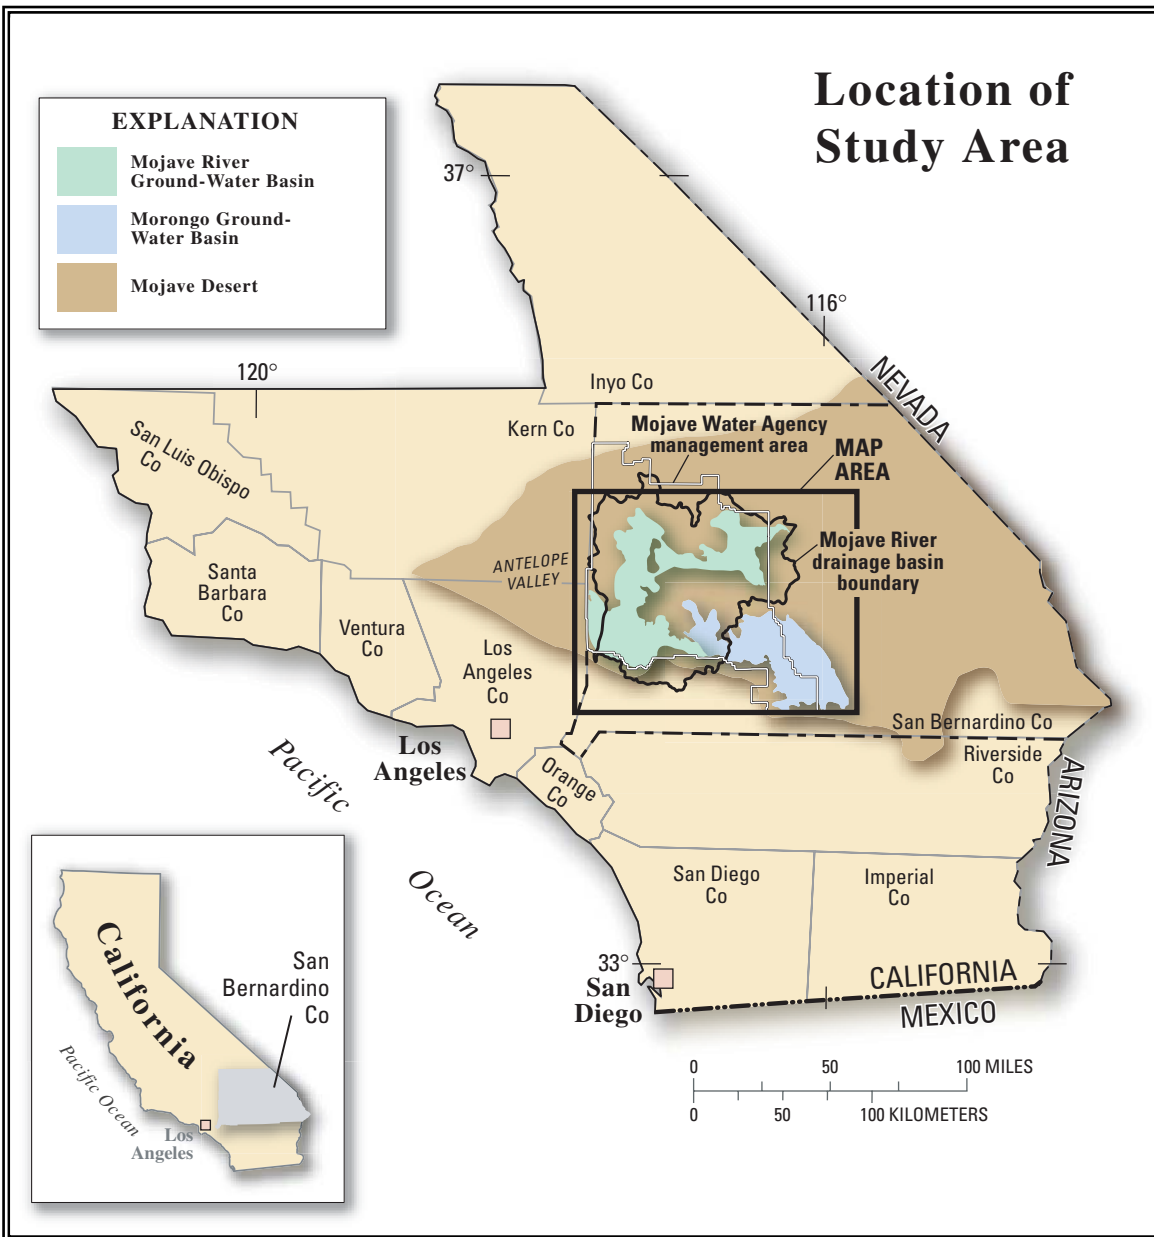 Location of
Study Area
EXPLANATION
Mojave River
Ground-Water Basin
Morongo Ground-
Water Basin
Mojave Desert
37°
116°
120°
NEVADA
Inyo Co
Kern Co
Mojave Water Agency
management area
MAP
AREA
San Luis Obispo
Co
ANTELOPE
VALLEY
Mojave River
drainage basin
boundary
Santa
Barbara
Co
Ventura
Co
Los
Angeles
Co
San Bernardino Co
Riverside
Co
Los
Angeles
Orange
Co
ARIZONA
Pacific
Ocean
San Diego
Co
Imperial
Co
33°
San
Diego
CALIFORNIA
MEXICO
0 50 100 MILES
0 50 100 KILOMETERS
California
San
Bernardino
Co
Pacific Ocean
Los
Angeles